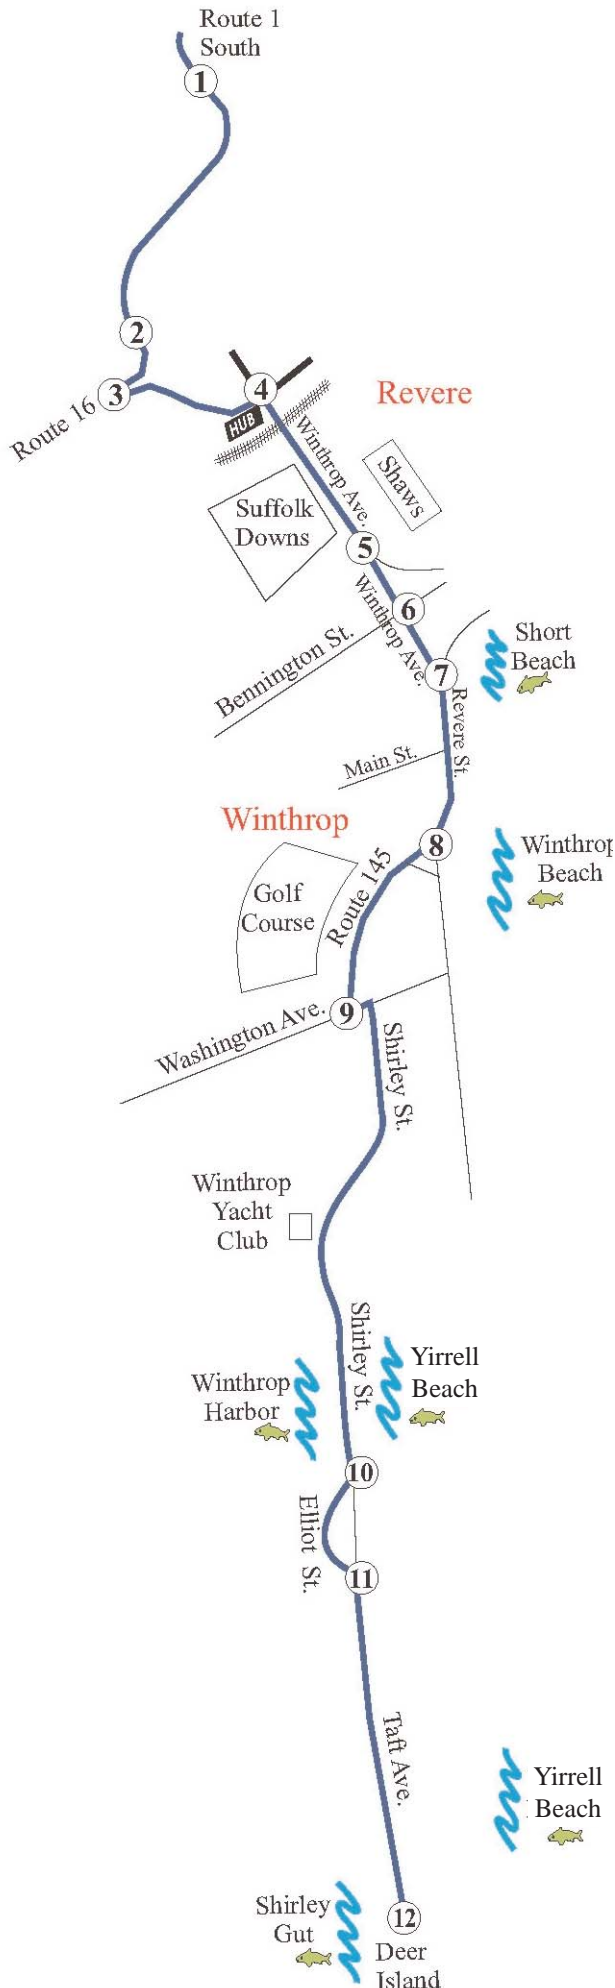 Route 1
South
1
2
3
Route 16
4
HUB
Revere
Winthrop Ave.
Shaws
Suffolk
Downs
5
6
Winthrop Ave.
Bennington St.
7
Short
Beach
Revere St.
Main St.
Winthrop
8
Winthrop
Beach
Route 145
Golf
Course
9
Washington Ave.
Shirley St.
Winthrop
Yacht
Club
Shirley St.
Yirrell
Beach
Winthrop
Harbor
10
Elliot St.
11
Taft Ave.
Yirrell
Beach
Shirley
Gut
12
Deer
Island